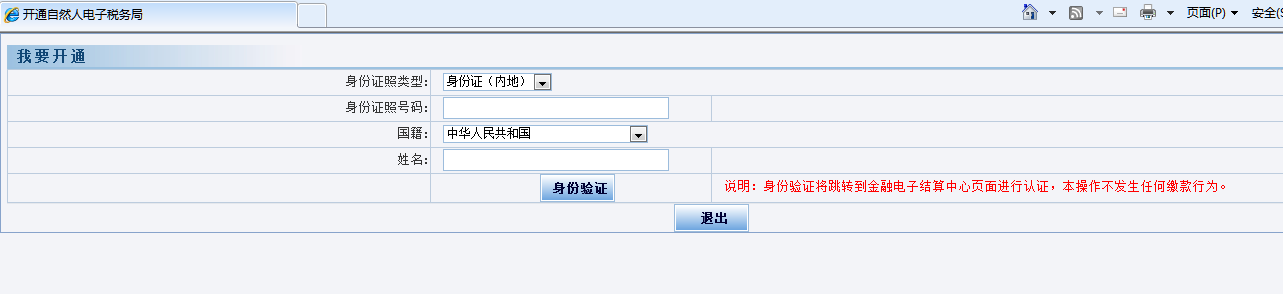 开通自然人电子税务局
页面(P) 安全(S
我要开通
身份证照类型: 身份证（内地）
身份证照号码:
国籍: 中华人民共和国
姓名:
身份验证 说明：身份验证将跳转到金融电子结算中心页面进行认证，本操作不发生任何缴款行为。
退出